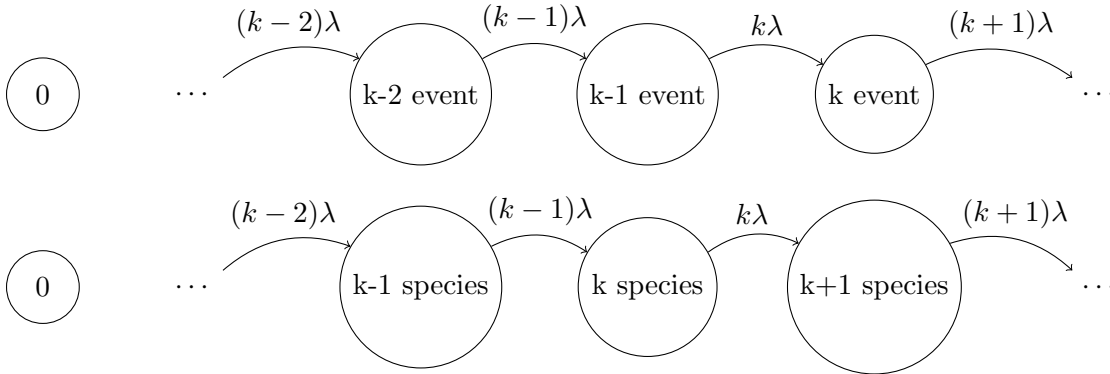 (k − 2)λ (k − 1)λ kλ (k + 1)λ
0 ··· k-2 event k-1 event k event ···
(k − 2)λ (k − 1)λ kλ (k + 1)λ
0 ··· k-1 species k species k+1 species ···